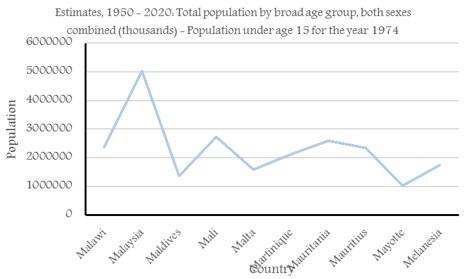 Estimates, 1950 - 2020: Total population by broad age group, both sexes
combined (thousands) - Population under age 15 for the year 1974
6000000
5000000
4000000
3000000
2000000
1000000
0
Population
Malawi
Malaysia
Maldives
Mali
Malta
Martinique
Mauritania
Mauritius
Mayotte
Melanesia
Country